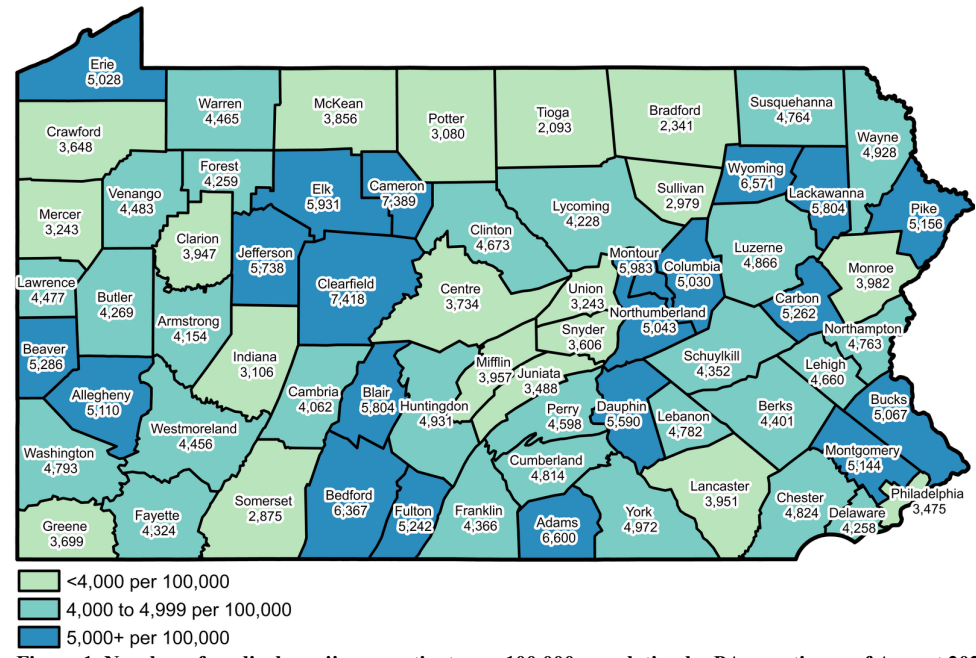 Erie
5,028
Warren
4,465
McKean
3,856
Potter
3,080
Tioga
2,093
Bradford
2,341
Susquehanna
4,764
Wayne
4,928
Crawford
3,648
Forest
4,259
Venango
4,483
Elk
5,931
Cameron
7,389
Sullivan
2,979
Wyoming
6,571
Lackawanna
5,804
Pike
5,156
Mercer
3,243
Clarion
3,947
Jefferson
5,738
Clinton
4,673
Lycoming
4,228
Montour
5,983
Columbia
5,030
Luzerne
4,866
Monroe
3,982
Lawrence
4,477
Butler
4,269
Armstrong
4,154
Clearfield
7,418
Centre
3,734
Union
3,243
Northumberland
5,043
Carbon
5,262
Northampton
4,763
Beaver
5,286
Indiana
3,106
Snyder
3,606
Mifflin
3,957
Juniata
3,488
Schuylkill
4,352
Lehigh
4,660
Allegheny
5,110
Cambria
4,062
Blair
5,804
Huntingdon
4,931
Perry
4,598
Dauphin
5,590
Lebanon
4,782
Berks
4,401
Bucks
5,067
Westmoreland
4,456
Washington
4,793
Cumberland
4,814
Montgomery
5,144
Greene
3,699
Fayette
4,324
Somerset
2,875
Bedford
6,367
Fulton
5,242
Franklin
4,366
Adams
6,600
York
4,972
Lancaster
3,951
Chester
4,824
Delaware
4,258
Philadelphia
3,475
<4,000 per 100,000
4,000 to 4,999 per 100,000
5,000+ per 100,000